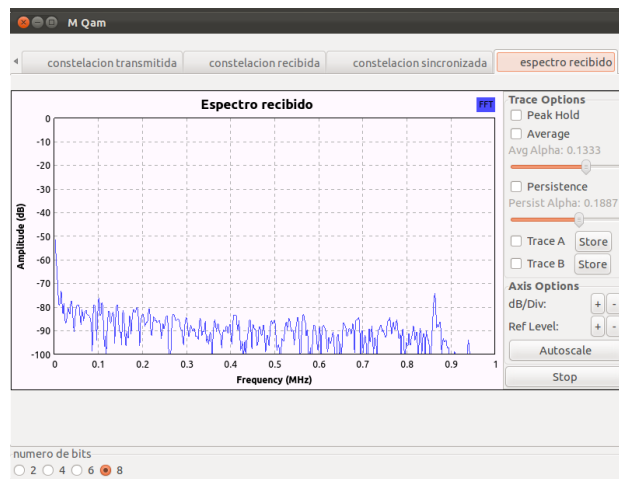 M Qam
constelacion transmitida
constelacion recibida
constelacion sincronizada
espectro recibido
Espectro recibido
FFT
Amplitude (dB)
0
-10
-20
-30
-40
-50
-60
-70
-80
-90
-100
0 0.1 0.2 0.3 0.4 0.5 0.6 0.7 0.8 0.9 1
Frequency (MHz)
Trace Options
Peak Hold
Average
Avg Alpha: 0.1333
Persistence
Persist Alpha: 0.1887
Trace A Store
Trace B Store
Axis Options
dB/Div: + -
Ref Level: + -
Autoscale
Stop
numero de bits
2 4 6 8